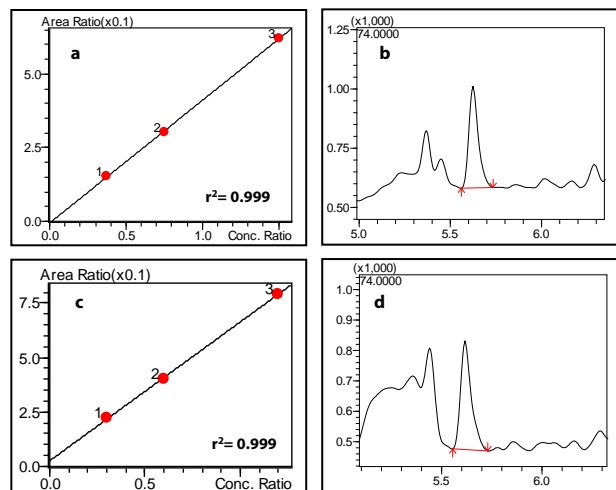 Area Ratio(x0.1)
a
3
5.0
2
2.5
1
r²= 0.999
0.0
0.0 0.5 1.0 Conc. Ratio
(x1,000)
1.25
74.0000
b
1.00
0.75
0.50
5.0 5.5 6.0
Area Ratio(x0.1)
c
3
7.5
5.0
2
2.5
1
r²= 0.999
0.0
0.0 0.5 Conc. Ratio 1.0
(x1,000)
74.0000
1.0
d
0.9
0.8
0.7
0.6
0.5
5.5 6.0